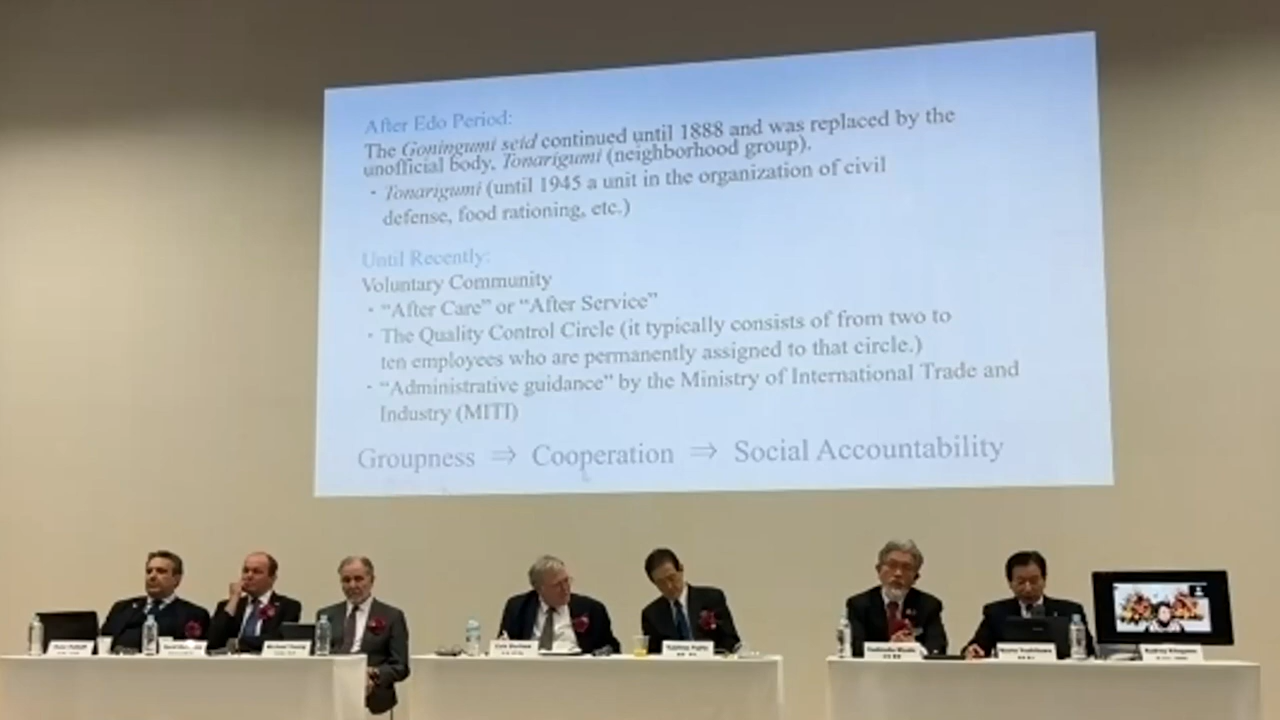 After Edo Period:
The Goningumi seid continued until 1888 and was replaced by the
unofficial body, Tonarigumi (neighborhood group).
· Tonarigumi (until 1945 a unit in the organization of civil
defense, food rationing, etc.)
Until Recently:
Voluntary Community
· “After Care” or “After Service”
· The Quality Control Circle (it typically consists of from two to
ten employees who are permanently assigned to that circle.)
· “Administrative guidance” by the Ministry of International Trade and
Industry (MITI)
Groupness ⇒ Cooperation ⇒ Social Accountability